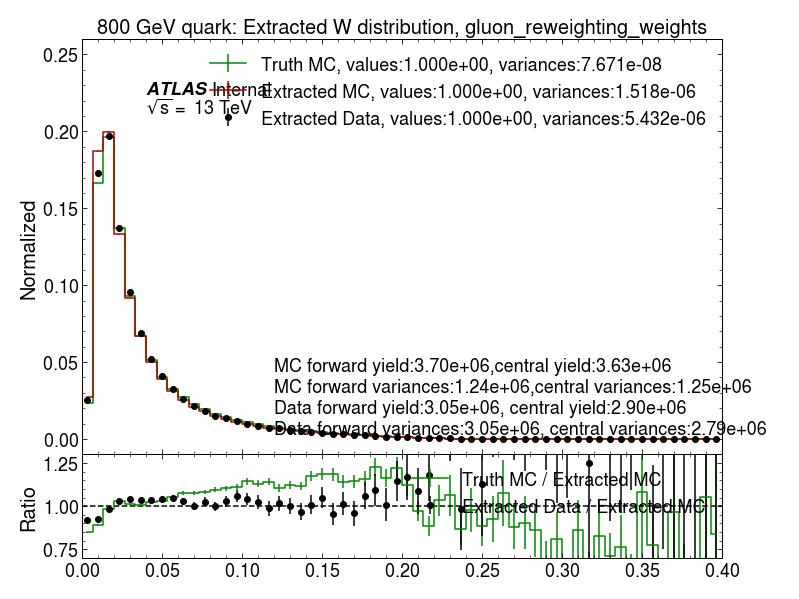 800 GeV quark: Extracted W distribution, gluon_reweighting_weights
0.25
Truth MC, values:1.000e+00, variances:7.671e-08
ATLAS Internal
Extracted MC, values:1.000e+00, variances:1.518e-06
√s = 13 TeV
Extracted Data, values:1.000e+00, variances:5.432e-06
0.20
0.15
Normalized
0.10
0.05
MC forward yield:3.70e+06,central yield:3.63e+06
MC forward variances:1.24e+06,central variances:1.25e+06
Data forward yield:3.05e+06, central yield:2.90e+06
Data forward variances:3.05e+06, central variances:2.79e+06
0.00
1.25
Truth MC / Extracted MC
Ratio
1.00
Extracted Data / Extracted MC
0.75
0.00 0.05 0.10 0.15 0.20 0.25 0.30 0.35 0.40